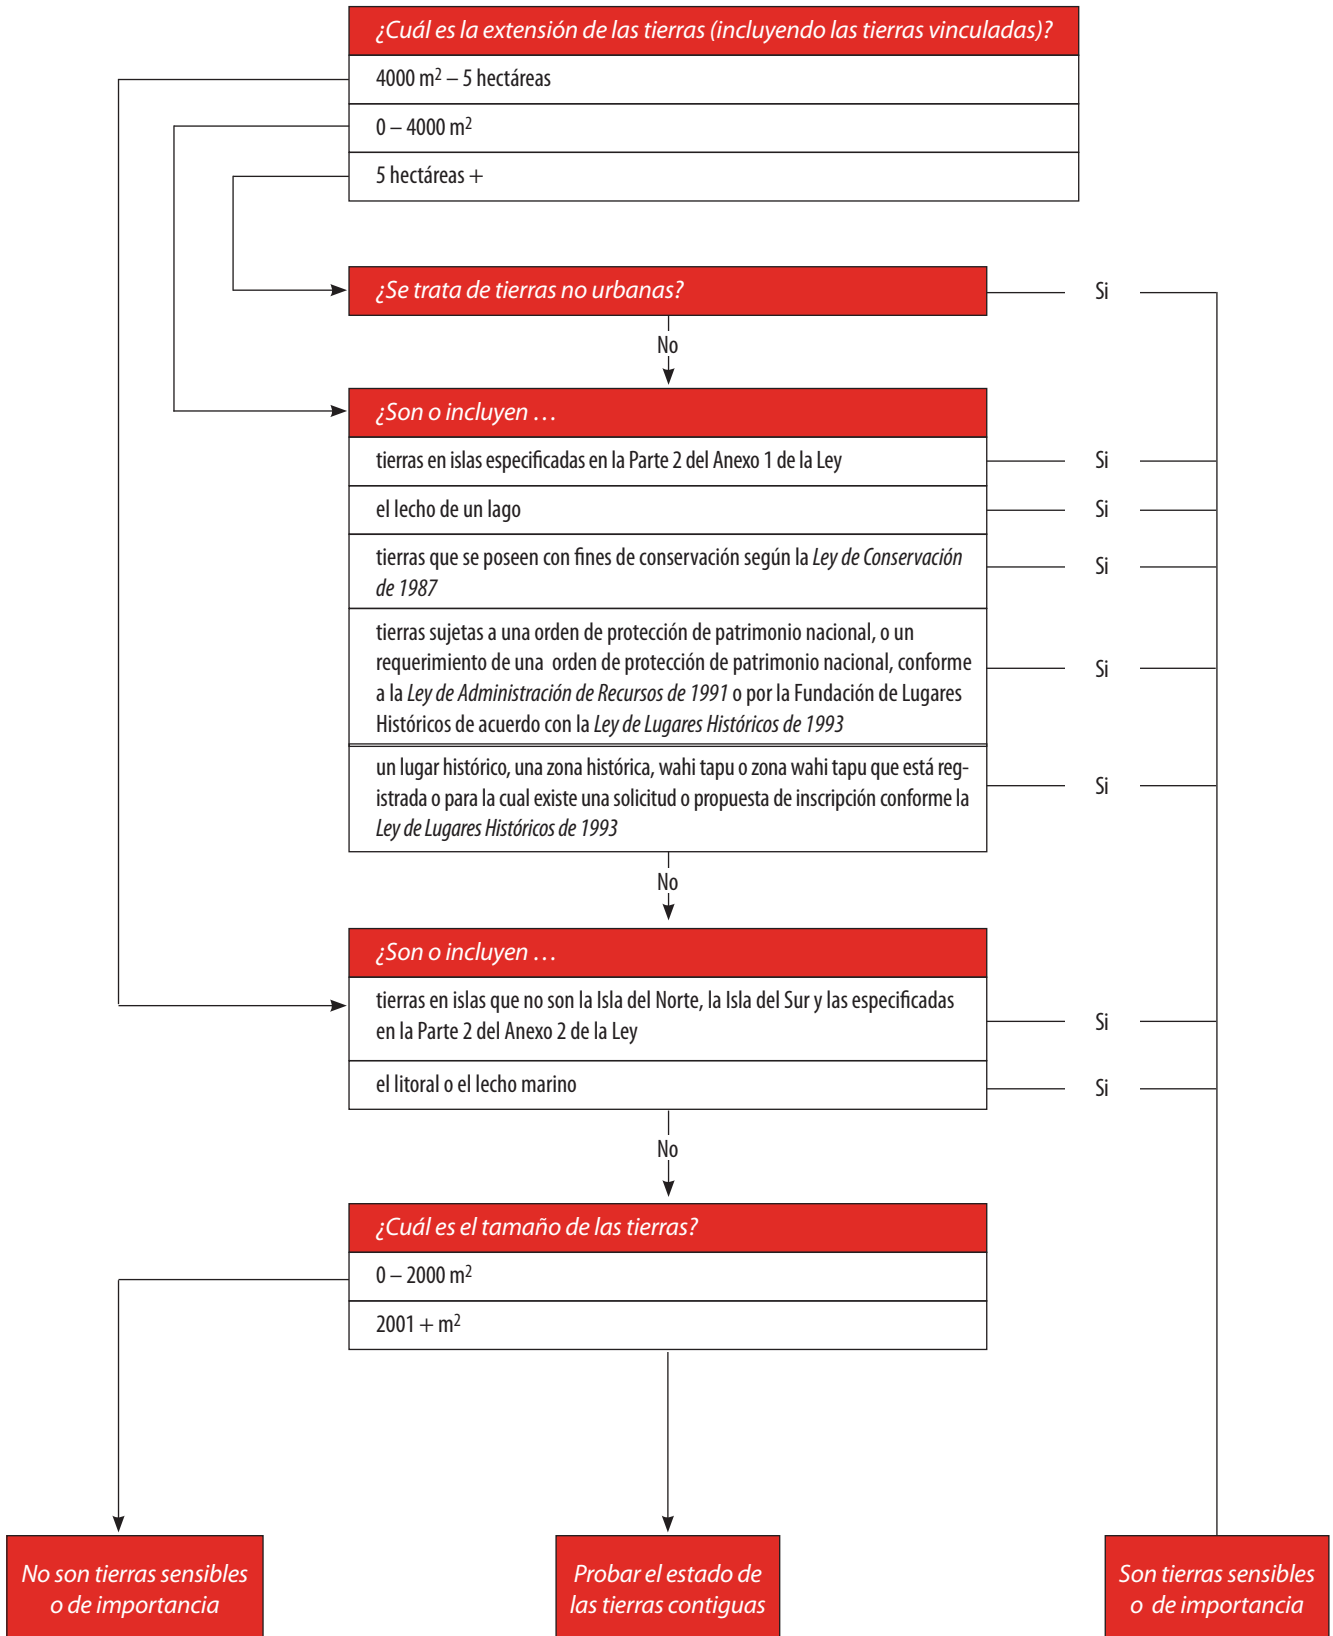 ¿Cuál es la extensión de las tierras (incluyendo las tierras vinculadas)?
4000 m² – 5 hectáreas
0 – 4000 m²
5 hectáreas +
¿Se trata de tierras no urbanas?
Si
No
¿Son o incluyen …
tierras en islas especificadas en la Parte 2 del Anexo 1 de la Ley
Si
el lecho de un lago
Si
tierras que se poseen con fines de conservación según la Ley de Conservación
de 1987
Si
tierras sujetas a una orden de protección de patrimonio nacional, o un
requerimiento de una orden de protección de patrimonio nacional, conforme
a la Ley de Administración de Recursos de 1991 o por la Fundación de Lugares
Históricos de acuerdo con la Ley de Lugares Históricos de 1993
Si
un lugar histórico, una zona histórica, wahi tapu o zona wahi tapu que está reg-
istrada o para la cual existe una solicitud o propuesta de inscripción conforme la
Ley de Lugares Históricos de 1993
Si
No
¿Son o incluyen …
tierras en islas que no son la Isla del Norte, la Isla del Sur y las especificadas
en la Parte 2 del Anexo 2 de la Ley
Si
el litoral o el lecho marino
Si
No
¿Cuál es el tamaño de las tierras?
0 – 2000 m²
2001 + m²
No son tierras sensibles
o de importancia
Probar el estado de
las tierras contiguas
Son tierras sensibles
o de importancia